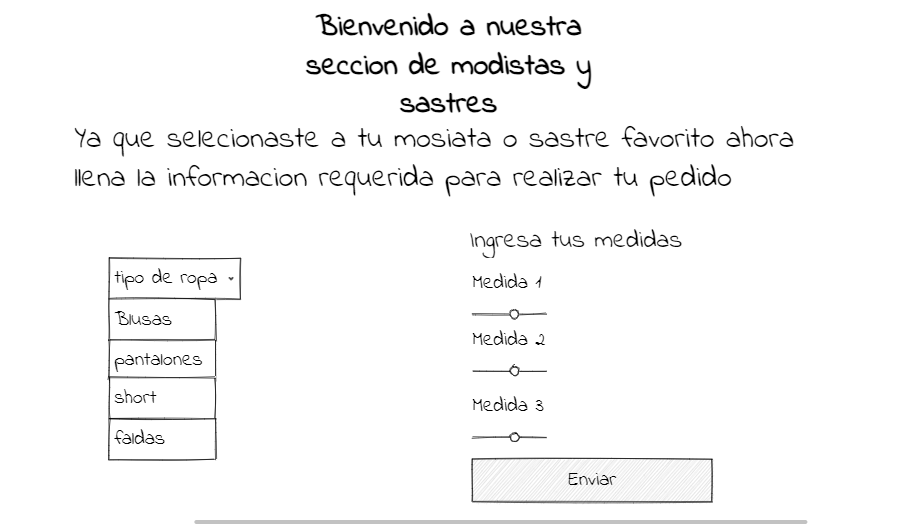 Bienvenido a nuestra
seccion de modistas y
sastres
Ya que selecionaste a tu mosiata o sastre favorito ahora
llena la informacion requerida para realizar tu pedido
tipo de ropa
Blusas
pantalones
short
faldas
Ingresa tus medidas
Medida 1
Medida 2
Medida 3
Enviar